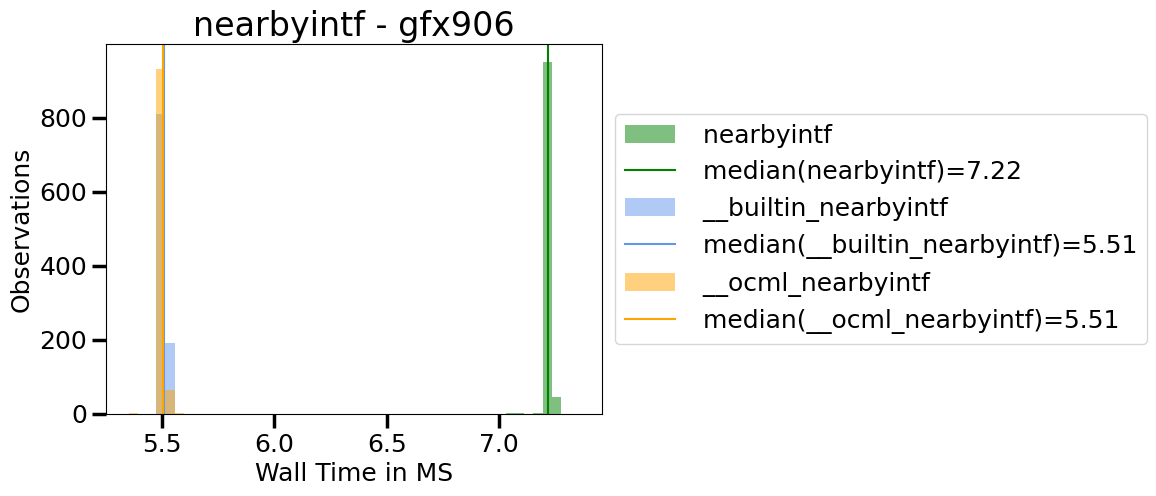 nearbyintf - gfx906
Observations
800
600
400
200
0
5.5
6.0
6.5
7.0
Wall Time in MS
nearbyintf
median(nearbyintf)=7.22
__builtin_nearbyintf
median(__builtin_nearbyintf)=5.51
__ocml_nearbyintf
median(__ocml_nearbyintf)=5.51